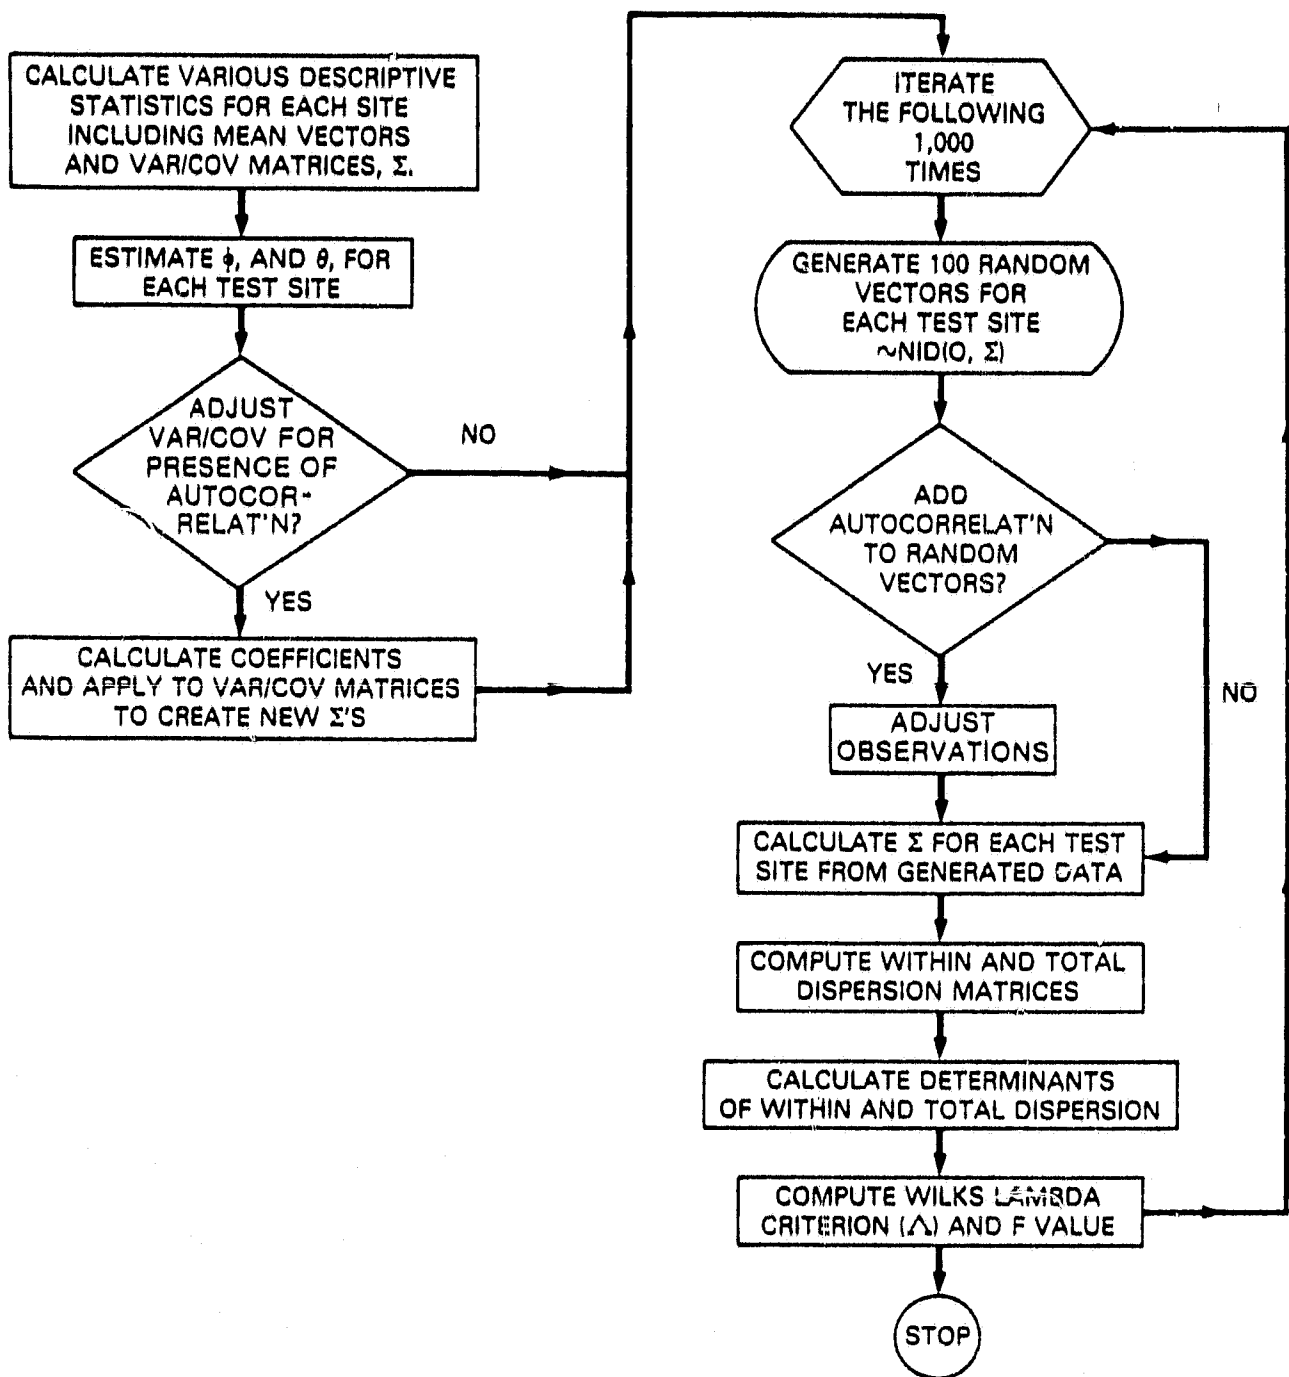 CALCULATE VARIOUS DESCRIPTIVE
STATISTICS FOR EACH SITE
INCLUDING MEAN VECTORS
AND VAR/COV MATRICES, Σ.
ESTIMATE ϕ, AND θ, FOR
EACH TEST SITE
ADJUST
VAR/COV FOR
PRESENCE OF
AUTOCOR-
RELAT'N?
NO
YES
CALCULATE COEFFICIENTS
AND APPLY TO VAR/COV MATRICES
TO CREATE NEW Σ'S
ITERATE
THE FOLLOWING
1,000
TIMES
GENERATE 100 RANDOM
VECTORS FOR
EACH TEST SITE
~NID(O, Σ)
ADD
AUTOCORRELAT'N
TO RANDOM
VECTORS?
YES
NO
ADJUST
OBSERVATIONS
CALCULATE Σ FOR EACH TEST
SITE FROM GENERATED DATA
COMPUTE WITHIN AND TOTAL
DISPERSION MATRICES
CALCULATE DETERMINANTS
OF WITHIN AND TOTAL DISPERSION
COMPUTE WILKS LAMBDA
CRITERION (Λ) AND F VALUE
STOP